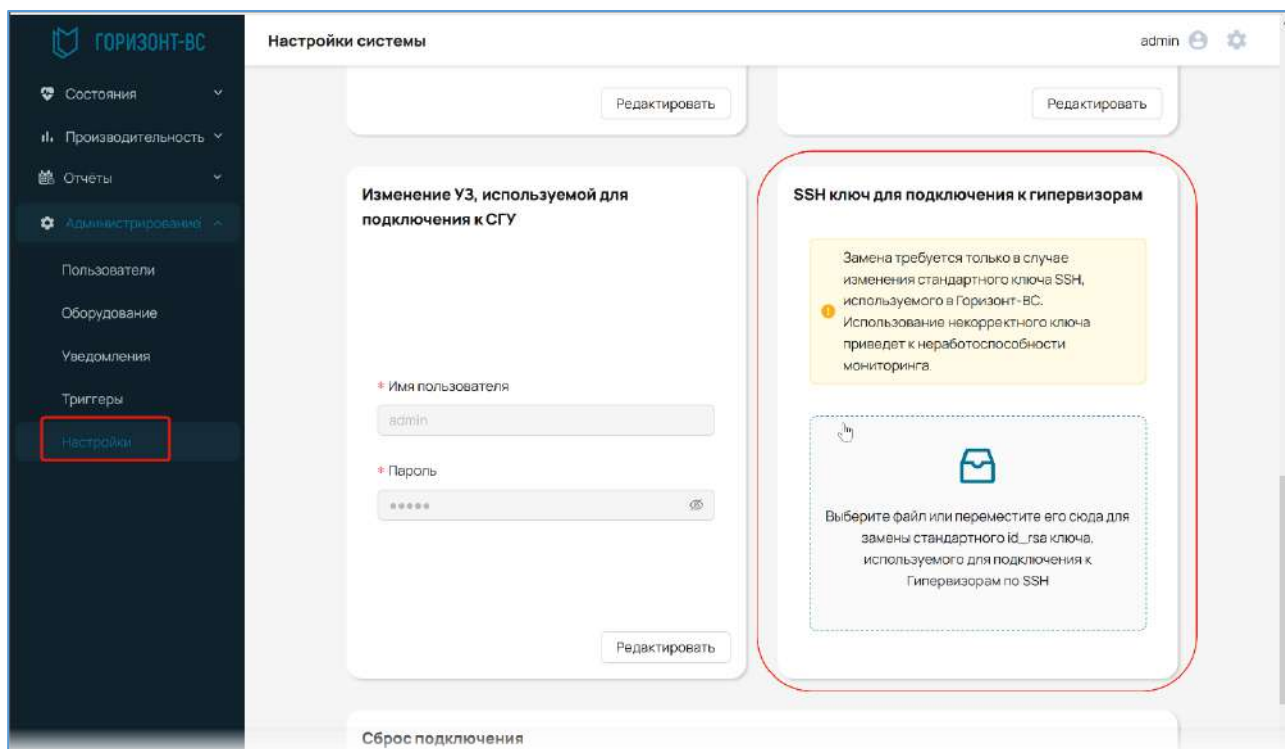 ГОРИЗОНТ-ВС
Настройки системы
admin
Состояния
Производительность
Отчёты
Администрирование
Пользователи
Оборудование
Уведомления
Триггеры
Настройки
Редактировать
Редактировать
Изменение УЗ, используемой для
подключения к СГУ
* Имя пользователя
admin
* Пароль
Редактировать
SSH ключ для подключения к гипервизорам
Замена требуется только в случае
изменения стандартного ключа SSH,
используемого в Горизонт-ВС.
Использование некорректного ключа
приведет к неработоспособности
мониторинга.
Выберите файл или переместите его сюда для
замены стандартного id_rsa ключа,
используемого для подключения к
Гипервизорам по SSH
Сброс подключения